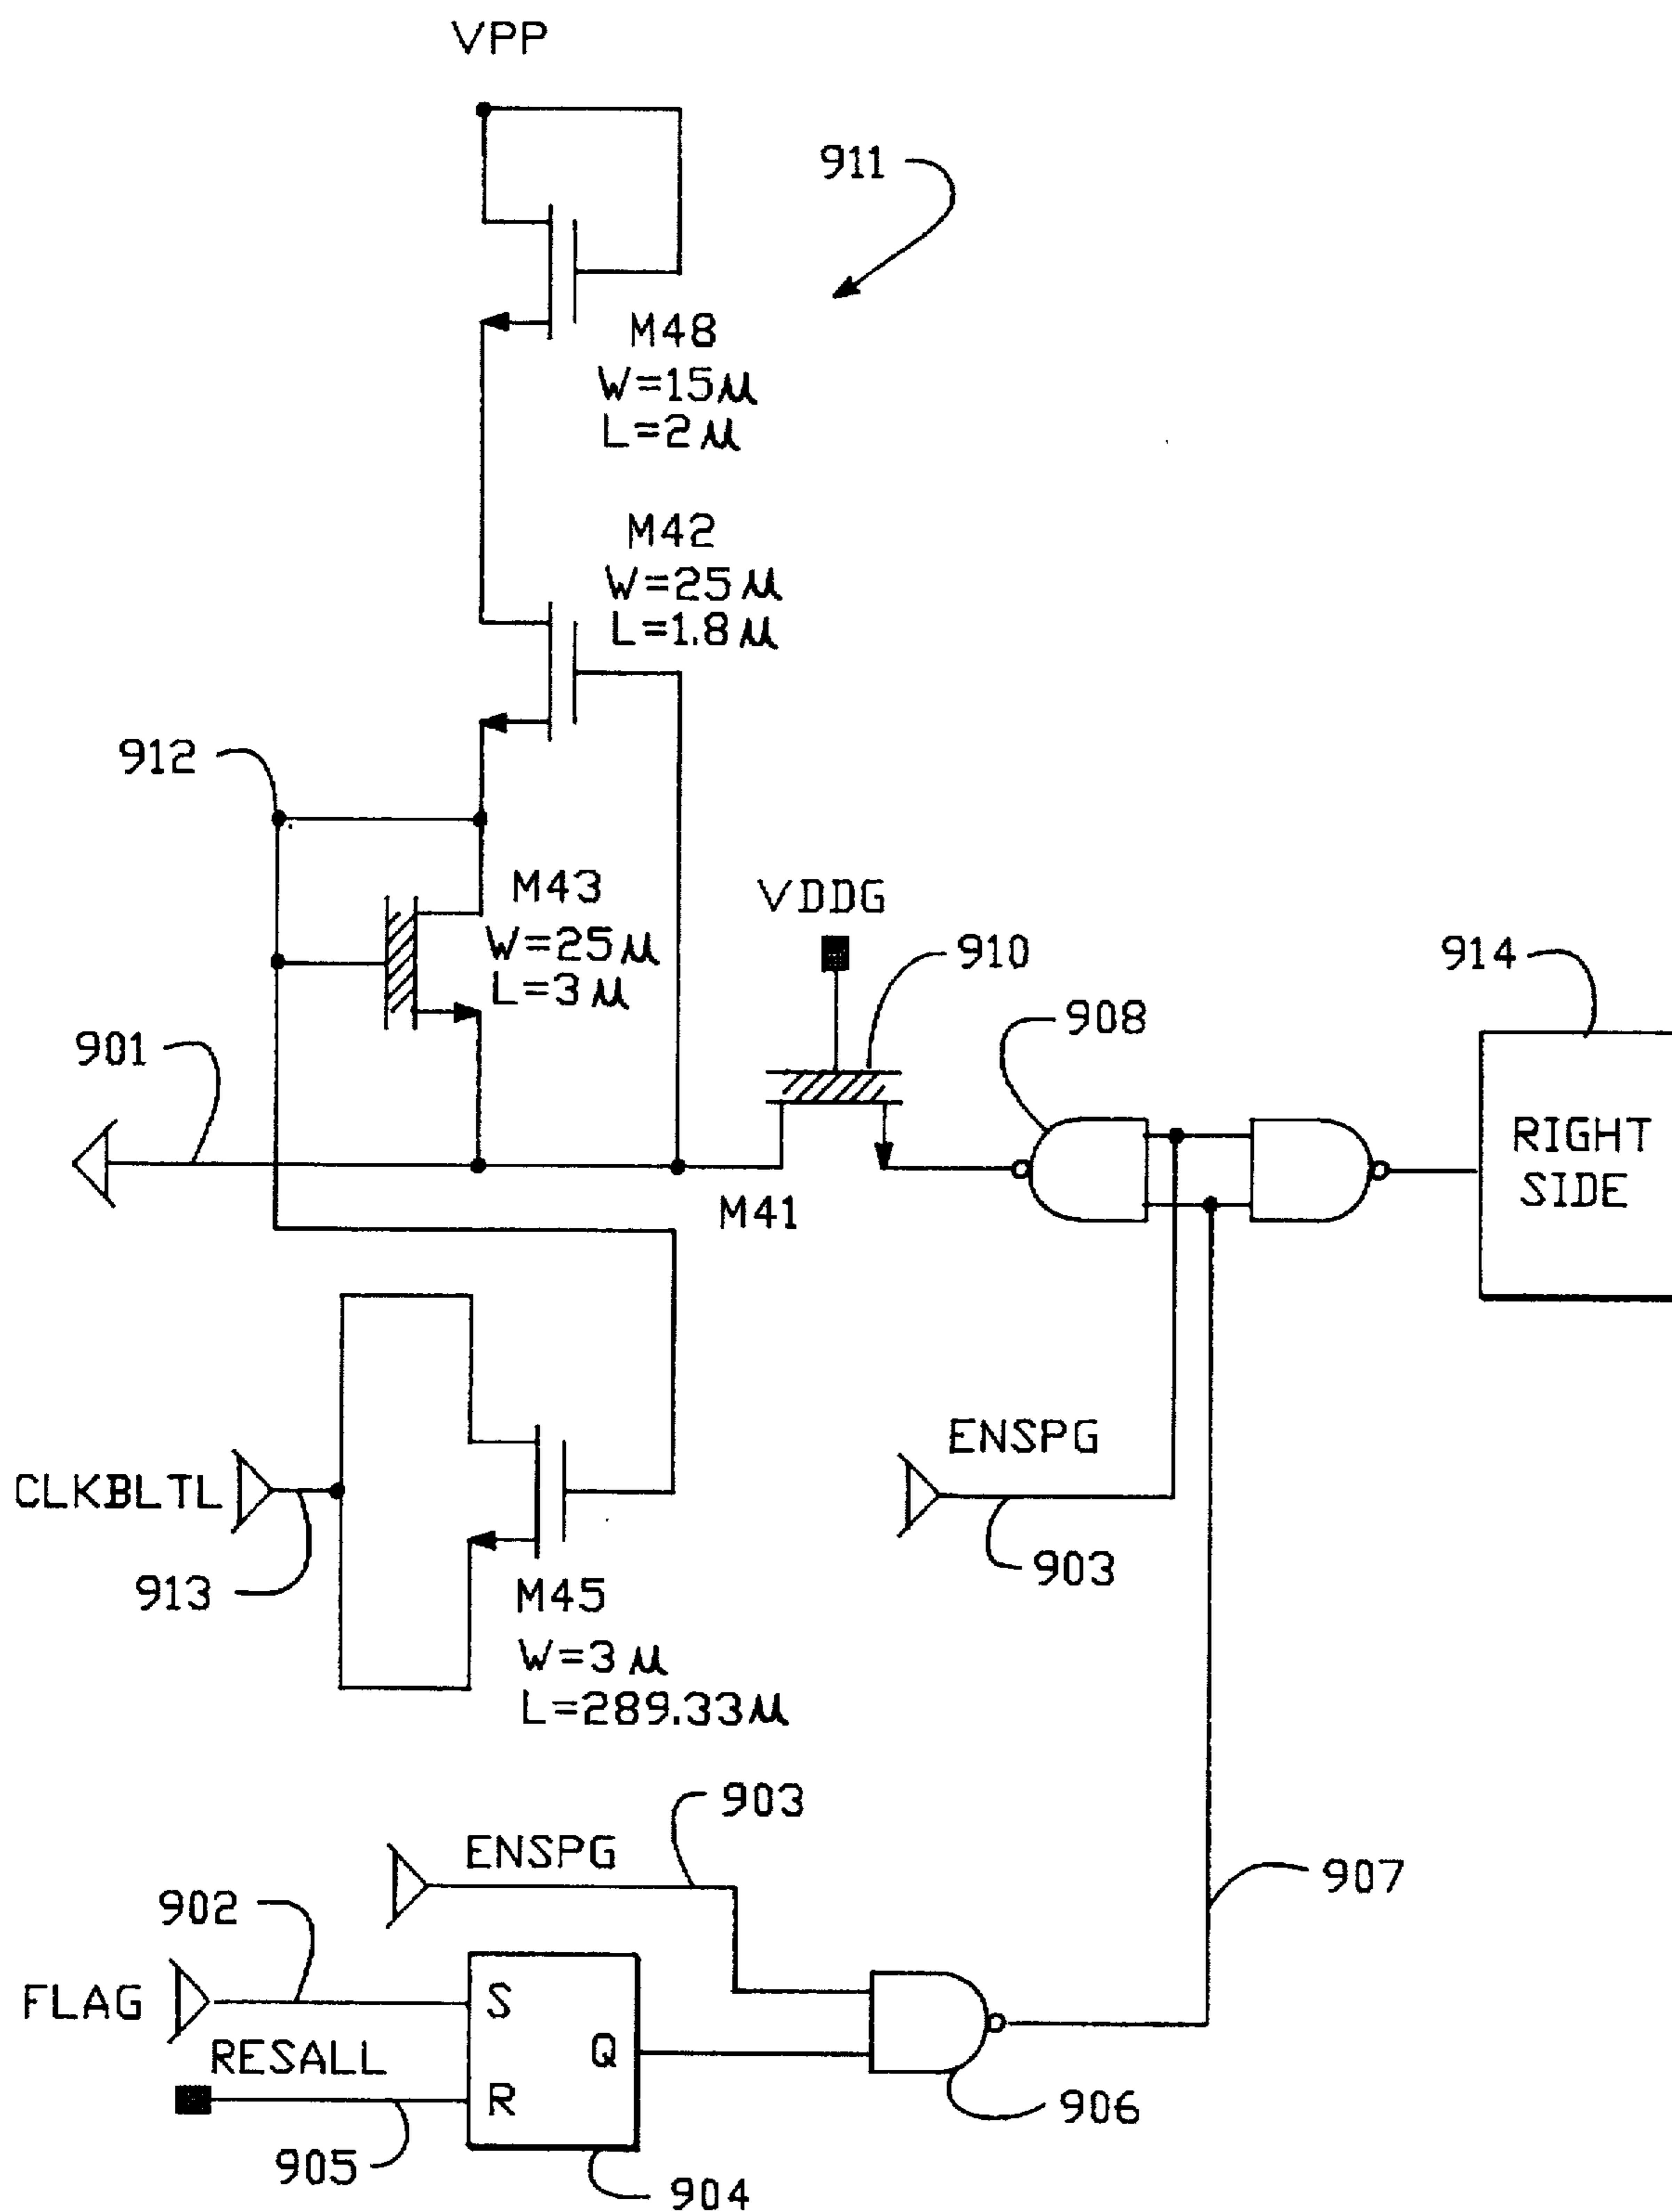 VPP
911
M48
W=15μ
L=2μ
M42
W=25μ
L=1.8μ
912
M43
W=25μ
L=3μ
VDDG
910
914
908
901
RIGHT
SIDE
M41
ENSPG
CLKBLTL
903
913
M45
W=3μ
L=289.33μ
903
ENSPG
907
902
FLAG
S
RESALL
Q
R
906
905
904